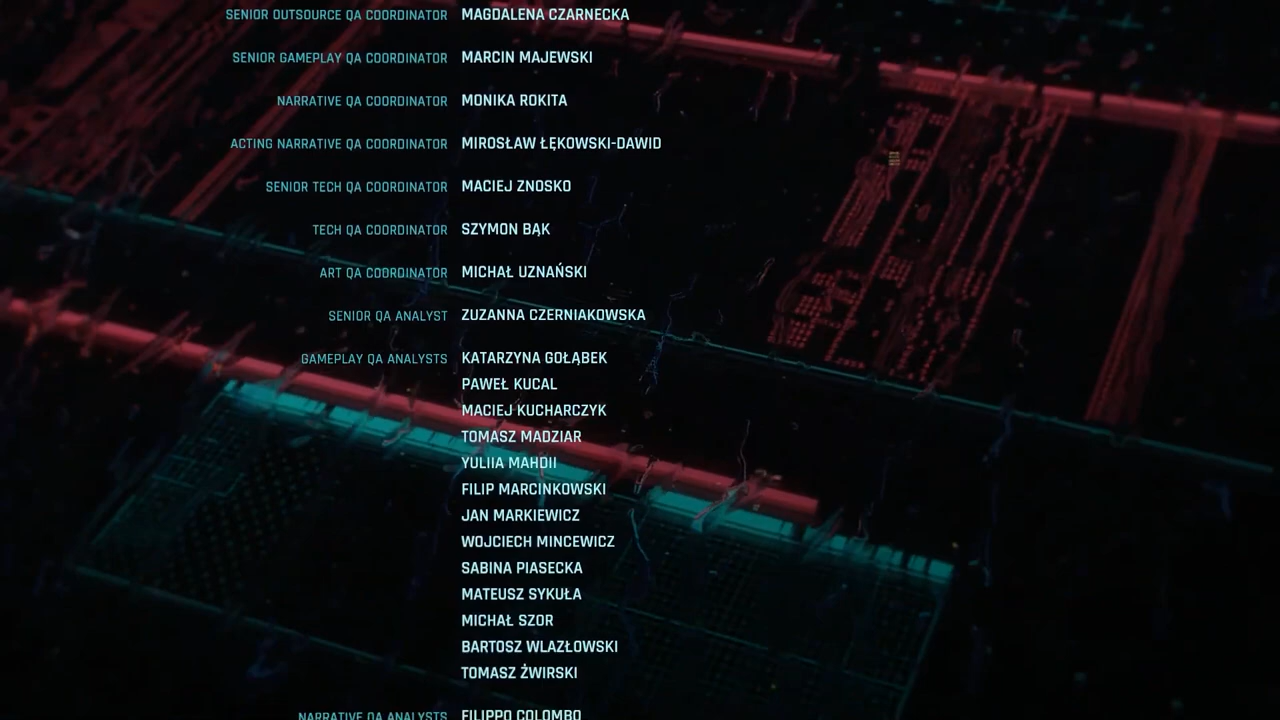 SENIOR OUTSOURCE QA COORDINATOR MAGDALENA CZARNECKA
SENIOR GAMEPLAY QA COORDINATOR MARCIN MAJEWSKI
NARRATIVE QA COORDINATOR MONIKA ROKITA
ACTING NARRATIVE QA COORDINATOR MIROSŁAW ŁĘKOWSKI-DAWID
SENIOR TECH QA COORDINATOR MACIEJ ZNOSKO
TECH QA COORDINATOR SZYMON BĄK
ART QA COORDINATOR MICHAŁ UZNAŃSKI
SENIOR QA ANALYST ZUZANNA CZERNIAKOWSKA
GAMEPLAY QA ANALYSTS KATARZYNA GOŁĄBEK
PAWEŁ KUCAL
MACIEJ KUCHARCZYK
TOMASZ MADZIAR
YULIIA MAHDII
FILIP MARCINKOWSKI
JAN MARKIEWICZ
WOJCIECH MINCEWICZ
SABINA PIASECKA
MATEUSZ SYKUŁA
MICHAŁ SZOR
BARTOSZ WLAZŁOWSKI
TOMASZ ŻWIRSKI
NARRATIVE QA ANALYSTS FILIPPO COLOMBO